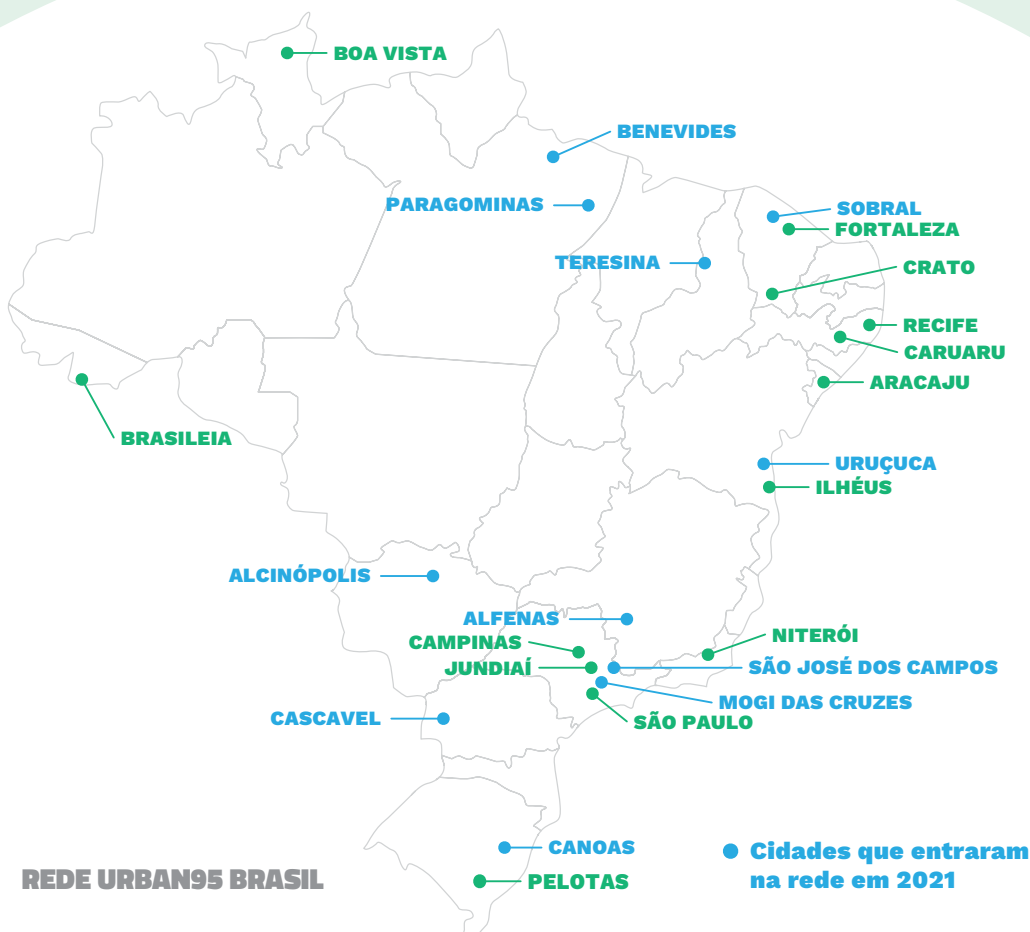 BOA VISTA
BENEVIDES
PARAGOMINAS
SOBRAL
FORTALEZA
TERESINA
CRATO
RECIFE
CARUARU
ARACAJU
BRASILEIA
URUÇUCA
ILHÉUS
ALCINÓPOLIS
ALFENAS
NITERÓI
CAMPINAS
JUNDIAÍ
SÃO JOSÉ DOS CAMPOS
MOGI DAS CRUZES
CASCAVEL
SÃO PAULO
CANOAS
PELOTAS
REDE URBAN95 BRASIL
Cidades que entraram
na rede em 2021